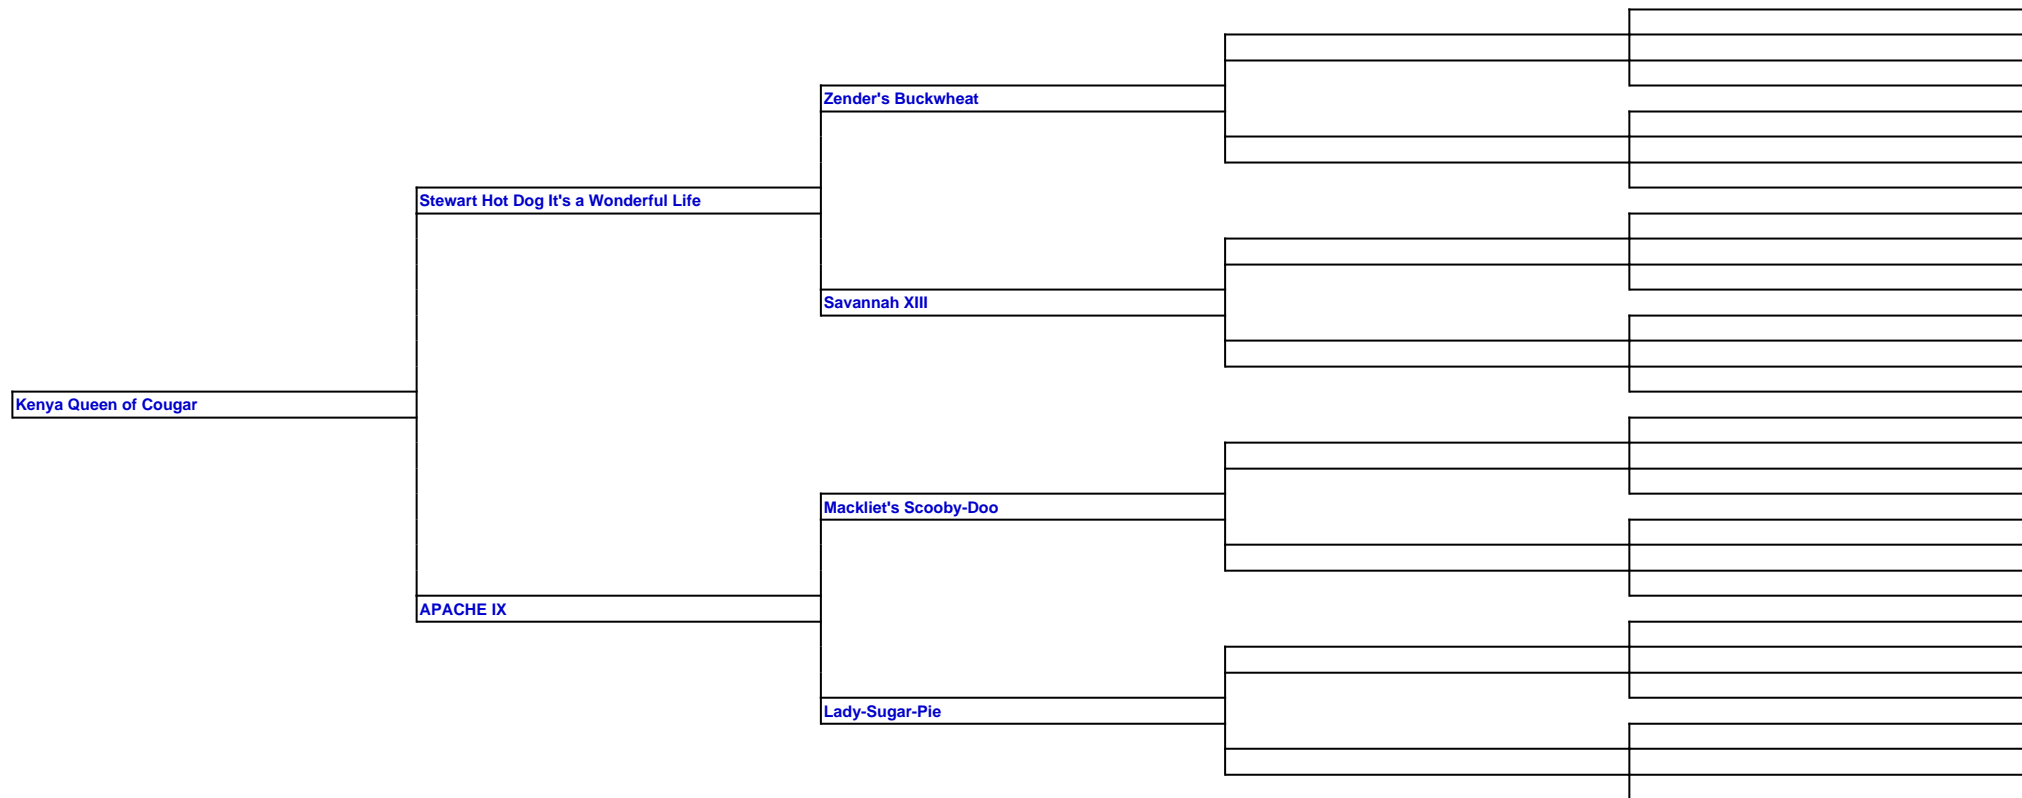 Zender's Buckwheat
Stewart Hot Dog It's a Wonderful Life
Savannah XIII
Kenya Queen of Cougar
Mackliet's Scooby-Doo
APACHE IX
Lady-Sugar-Pie